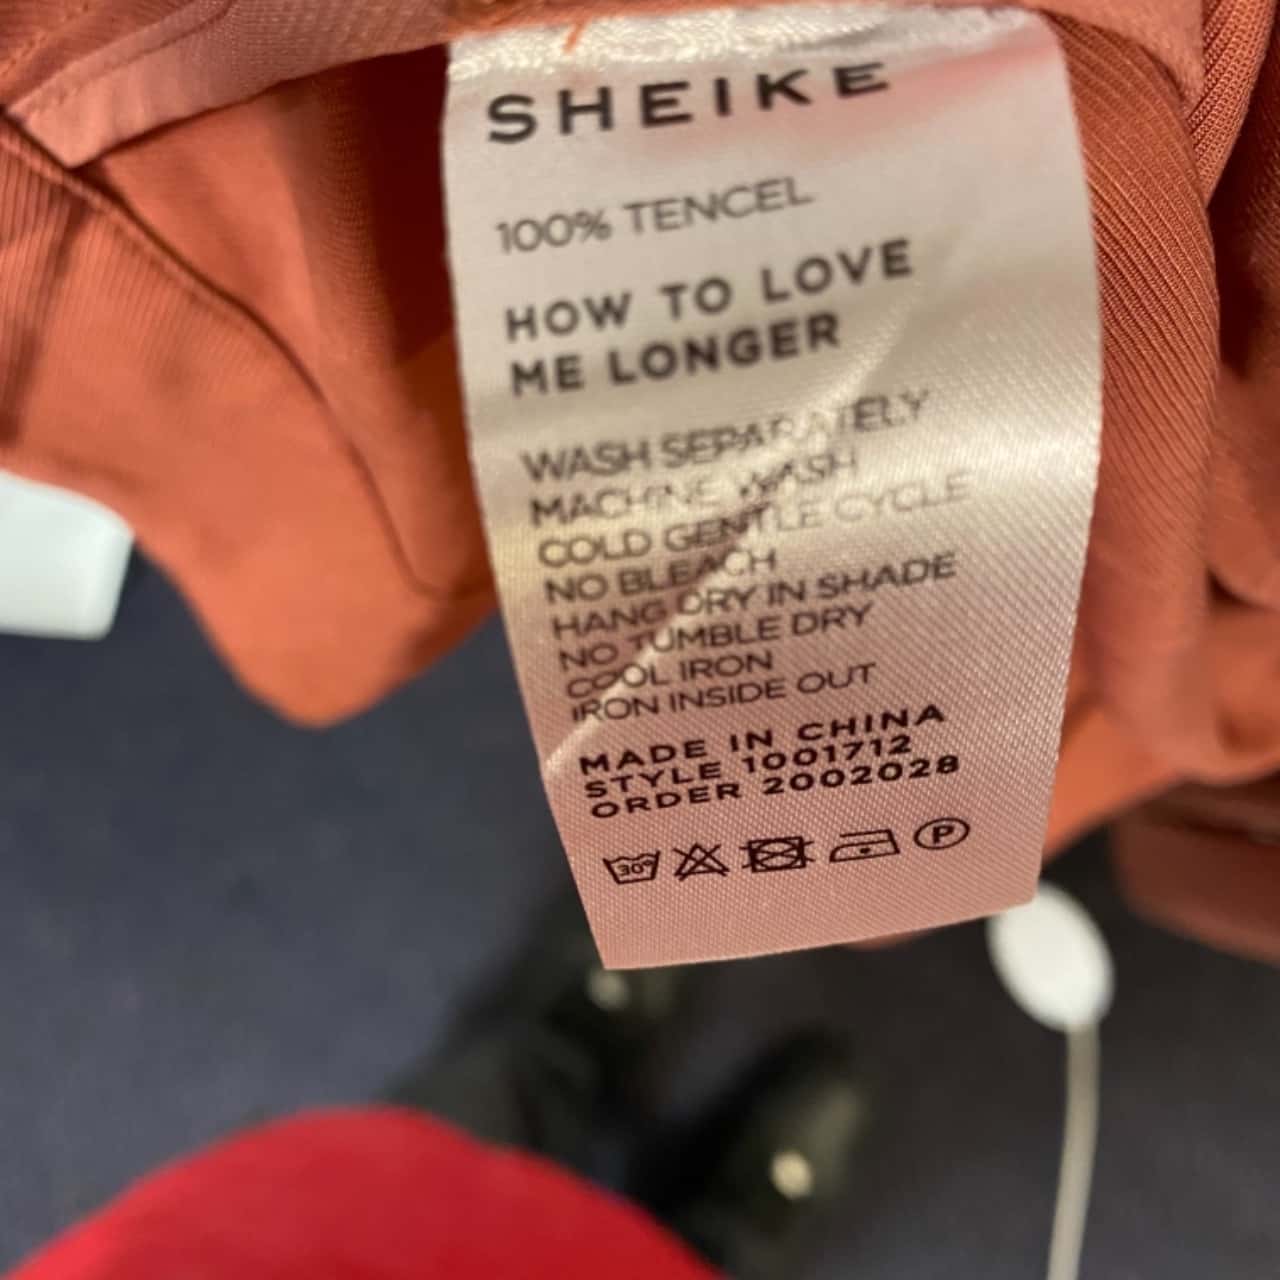 SHEIKE
100% TENCEL
HOW TO LOVE
ME LONGER
WASH SEPARATELY
MACHINE WASH
COLD GENTLE CYCLE
NO BLEACH
HANG DRY IN SHADE
NO TUMBLE DRY
COOL IRON
IRON INSIDE OUT
MADE IN CHINA
STYLE 1001712
ORDER 2002028
30° P